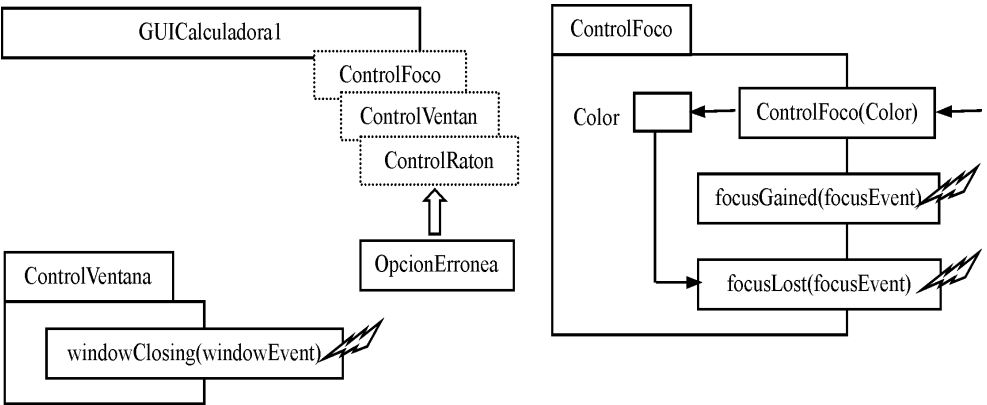 GUICalculadora1
ControlFoco
ControlVentan
ControlRaton
OpcionErronea
ControlVentana
windowClosing(windowEvent)
ControlFoco
Color
ControlFoco(Color)
focusGained(focusEvent)
focusLost(focusEvent)